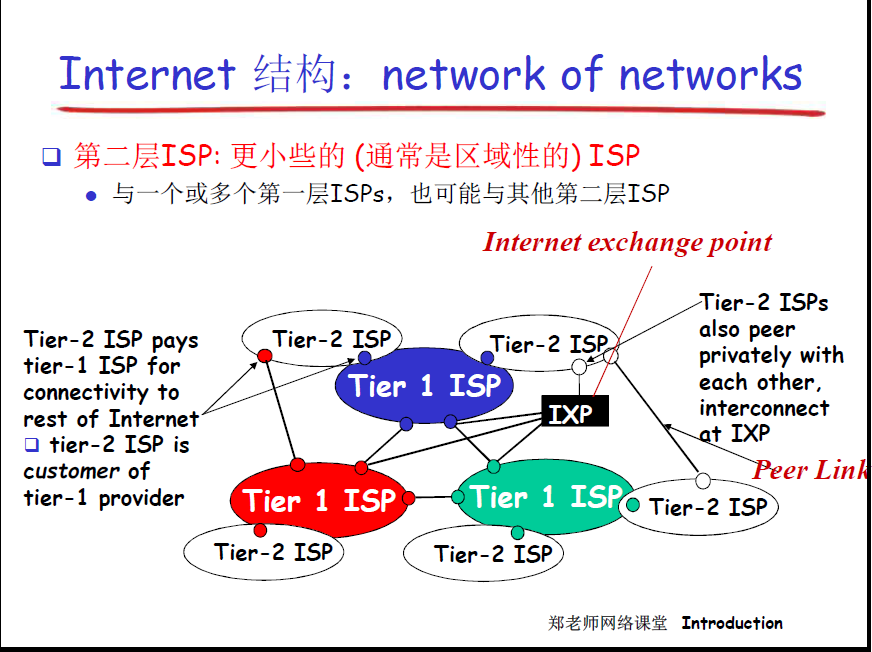 Internet 结构：network of networks
第二层ISP: 更小些的 (通常是区域性的) ISP
与一个或多个第一层ISPs，也可能与其他第二层ISP
Internet exchange point
Tier-2 ISP pays
tier-1 ISP for
connectivity to
rest of Internet
tier-2 ISP is
customer of
tier-1 provider
Tier-2 ISP
Tier-2 ISP
Tier-2 ISPs
also peer
privately with
each other,
interconnect
at IXP
Tier 1 ISP
IXP
Peer Link
Tier 1 ISP
Tier 1 ISP
Tier-2 ISP
Tier-2 ISP
Tier-2 ISP
郑老师网络课堂 Introduction